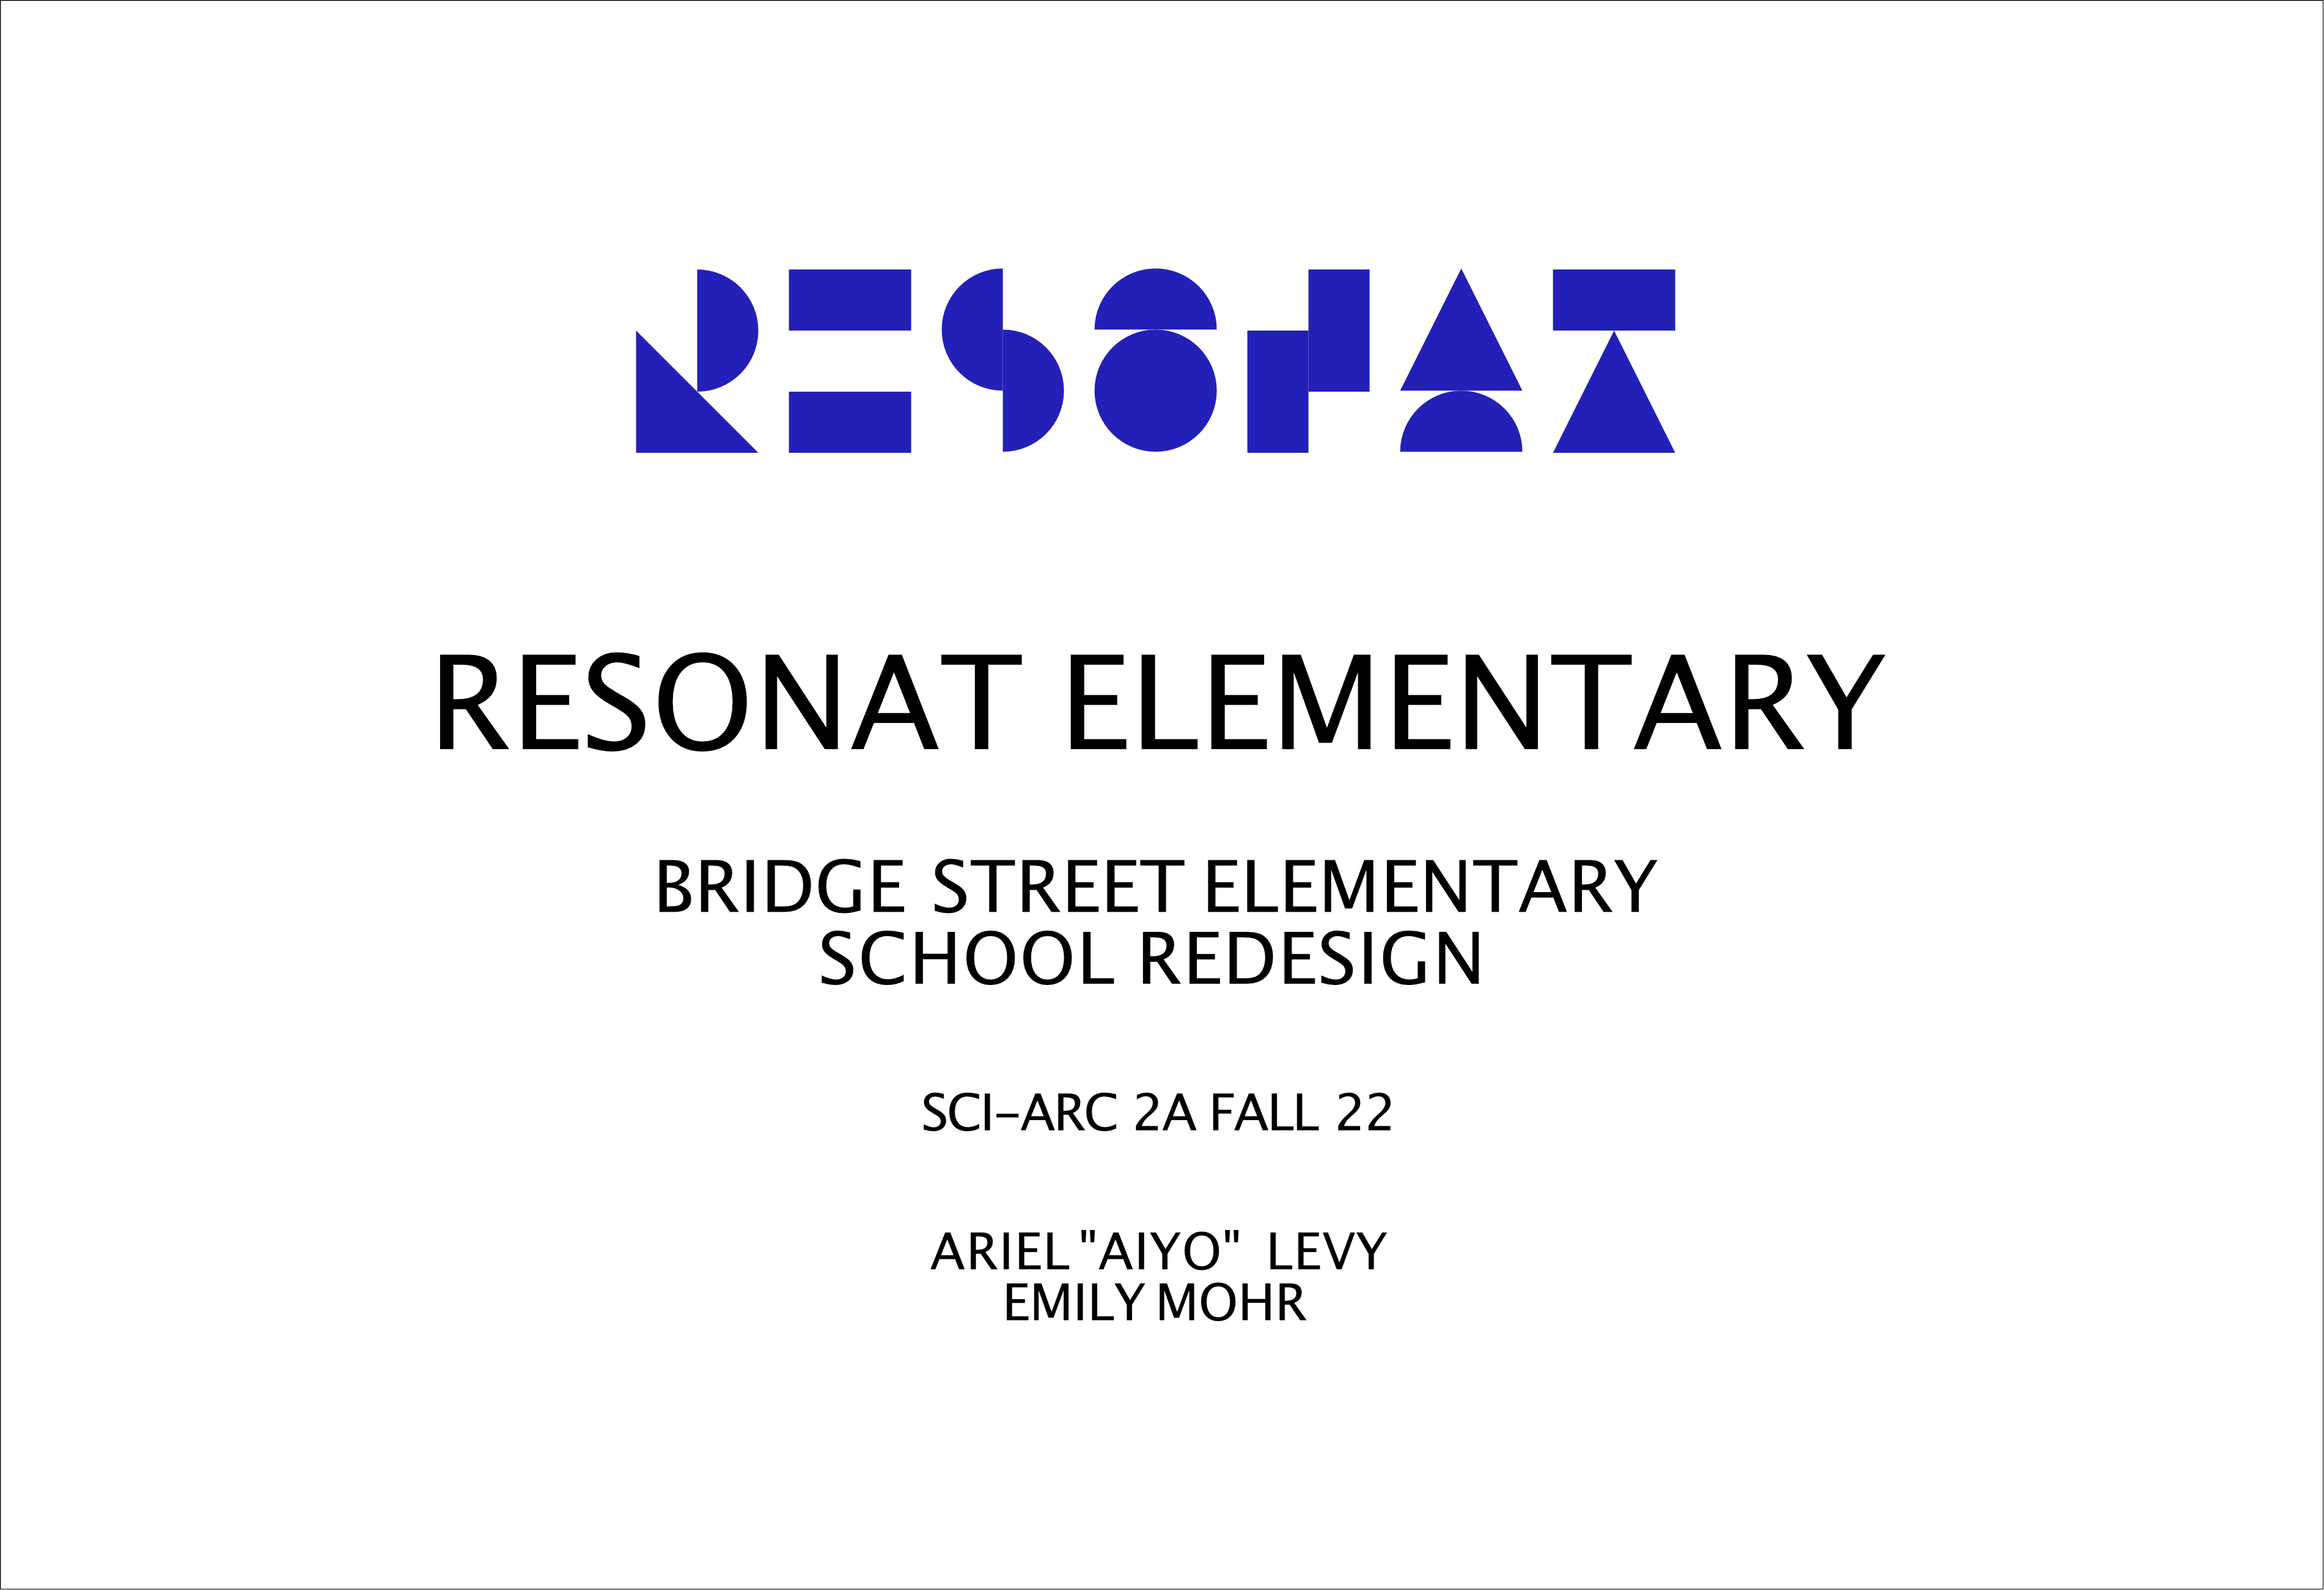 RESONAT
RESONAT ELEMENTARY
BRIDGE STREET ELEMENTARY
SCHOOL REDESIGN
SCI–ARC 2A FALL 22
ARIEL "AIYO" LEVY
EMILY MOHR